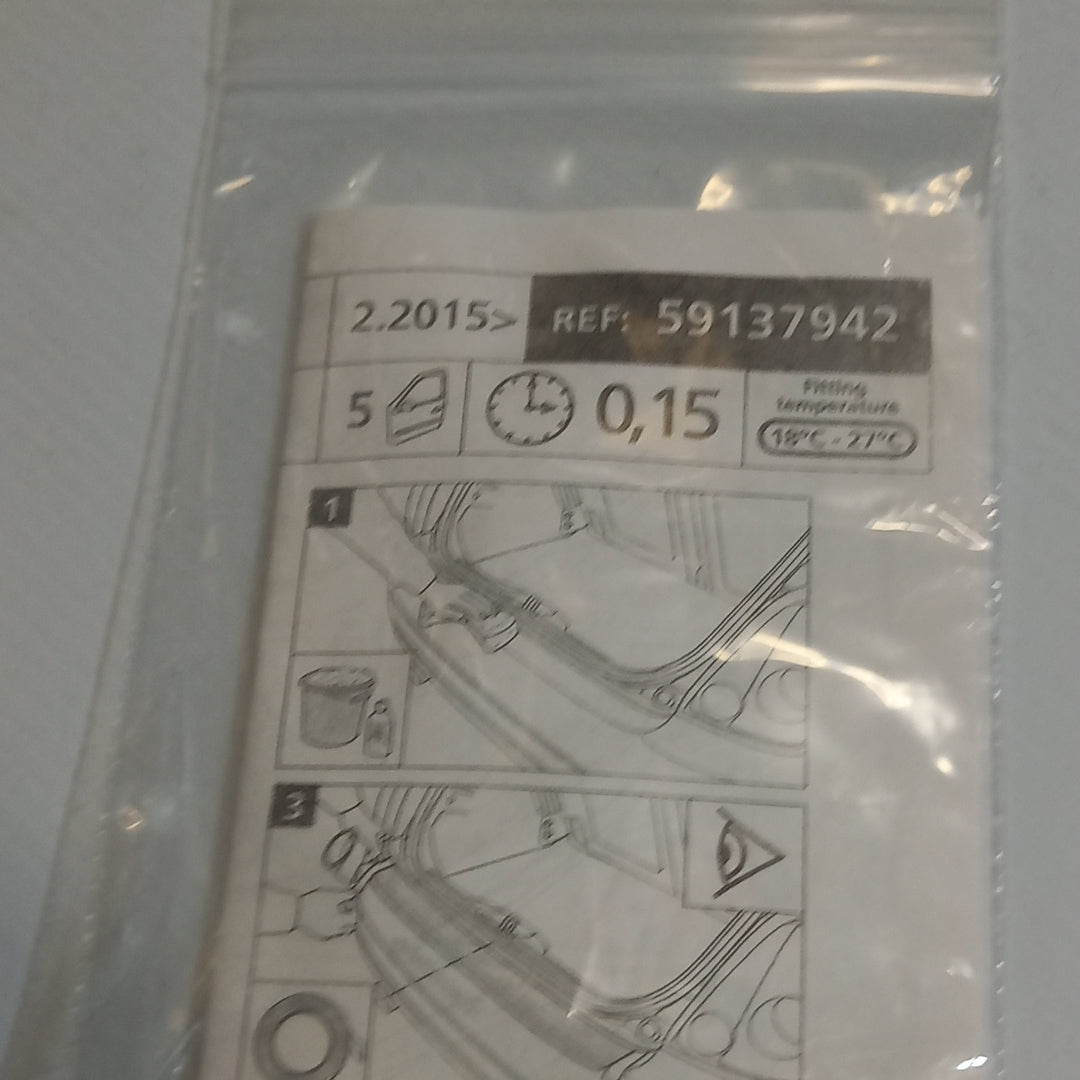 2.2015> REF: 59137942
5 0,15 Fitting
temperature
18°C - 27°C
1
3